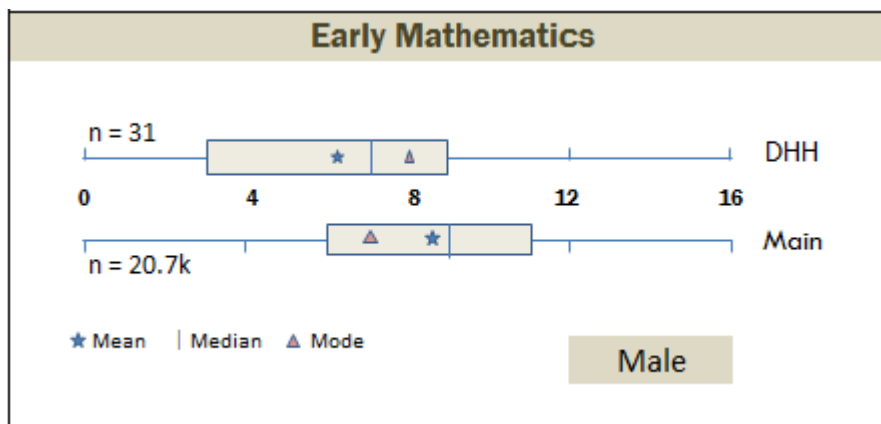 Early Mathematics
n = 31
DHH
0 4 8 12 16
Main
n = 20.7k
Mean Median Mode
Male